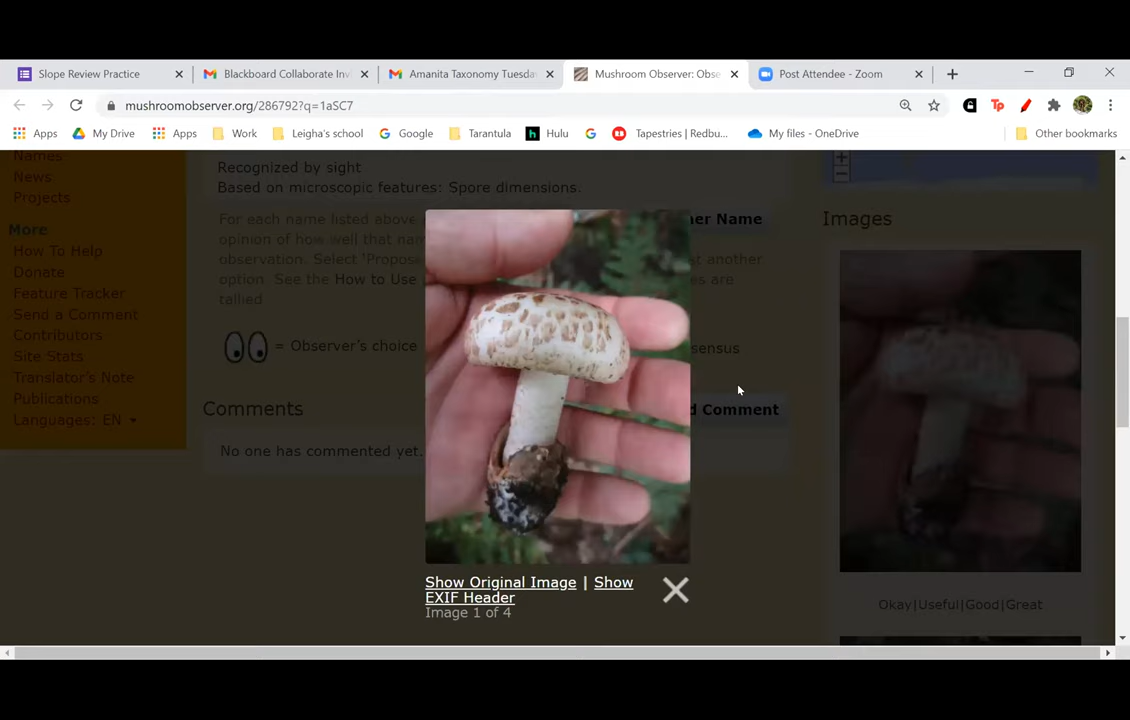 Slope Review Practice
Blackboard Collaborate Inv
Amanita Taxonomy Tuesda
Mushroom Observer: Obse
Post Attendee - Zoom
mushroomobserver.org/286792?q=1aSC7
Apps
My Drive
Apps
Work
Leigha's school
Google
Tarantula
Hulu
Tapestries | Redbu...
My files - OneDrive
Other bookmarks
Names
News
Projects
More
How To Help
Donate
Feature Tracker
Send a Comment
Contributors
Site Stats
Translator's Note
Publications
Languages: EN
Recognized by sight
Based on microscopic features: Spore dimensions.
For each name listed above
her Name
opinion of how well that nam
observation. Select 'Propos
st another
option. See the How to Use
es are
tallied
= Observer's choice
sensus
Comments
d Comment
No one has commented yet.
Images
Okay|Useful|Good|Great
Show Original Image | Show
EXIF Header
Image 1 of 4